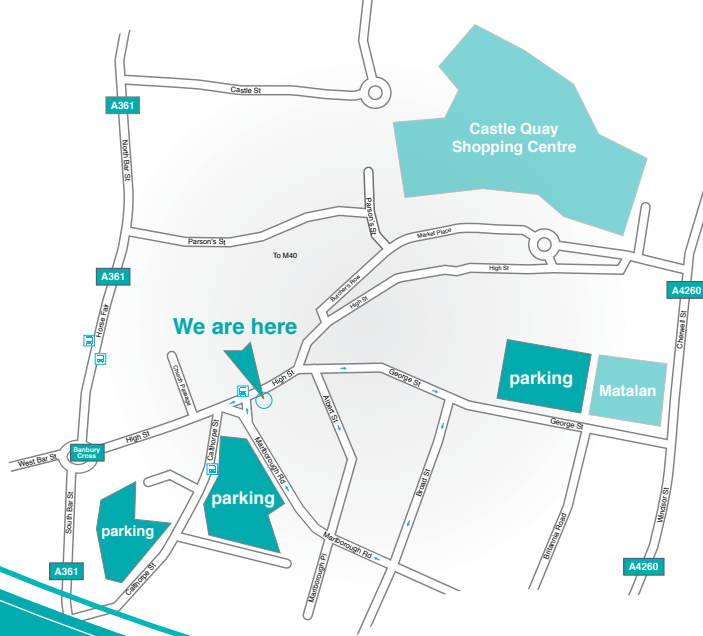 Castle St
A361
Castle Quay
Shopping Centre
North Bar St
Parson's St
Parson's St
Market Place
To M40
High St
A361
Butcher's Row
High St
A4260
Horse Fair
Cherwell St
We are here
Church Passage
High St
George St
parking
Matalan
Albert St
George St
High St
Calthorpe St
Banbury
Cross
West Bar St
Marlborough Rd
Broad St
parking
South Bar St
parking
Windsor St
Britannia Road
Marlborough Rd
A361
Calthorpe St
Marlborough Pl
A4260